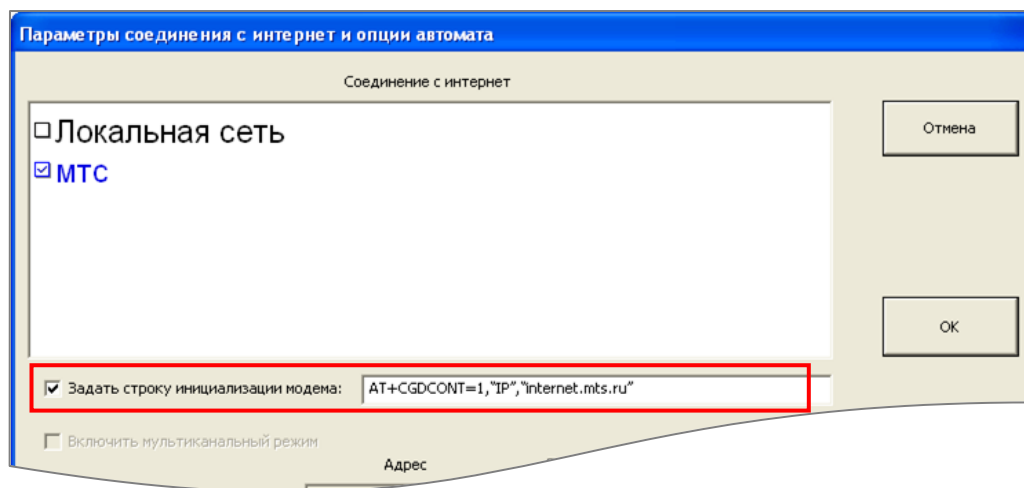 Параметры соединения с интернет и опции автомата
Соединение с интернет
Локальная сеть
МТС
Отмена
ОК
Задать строку инициализации модема: AT+CGDCONT=1,"IP","internet.mts.ru"
Включить мультиканальный режим
Адрес